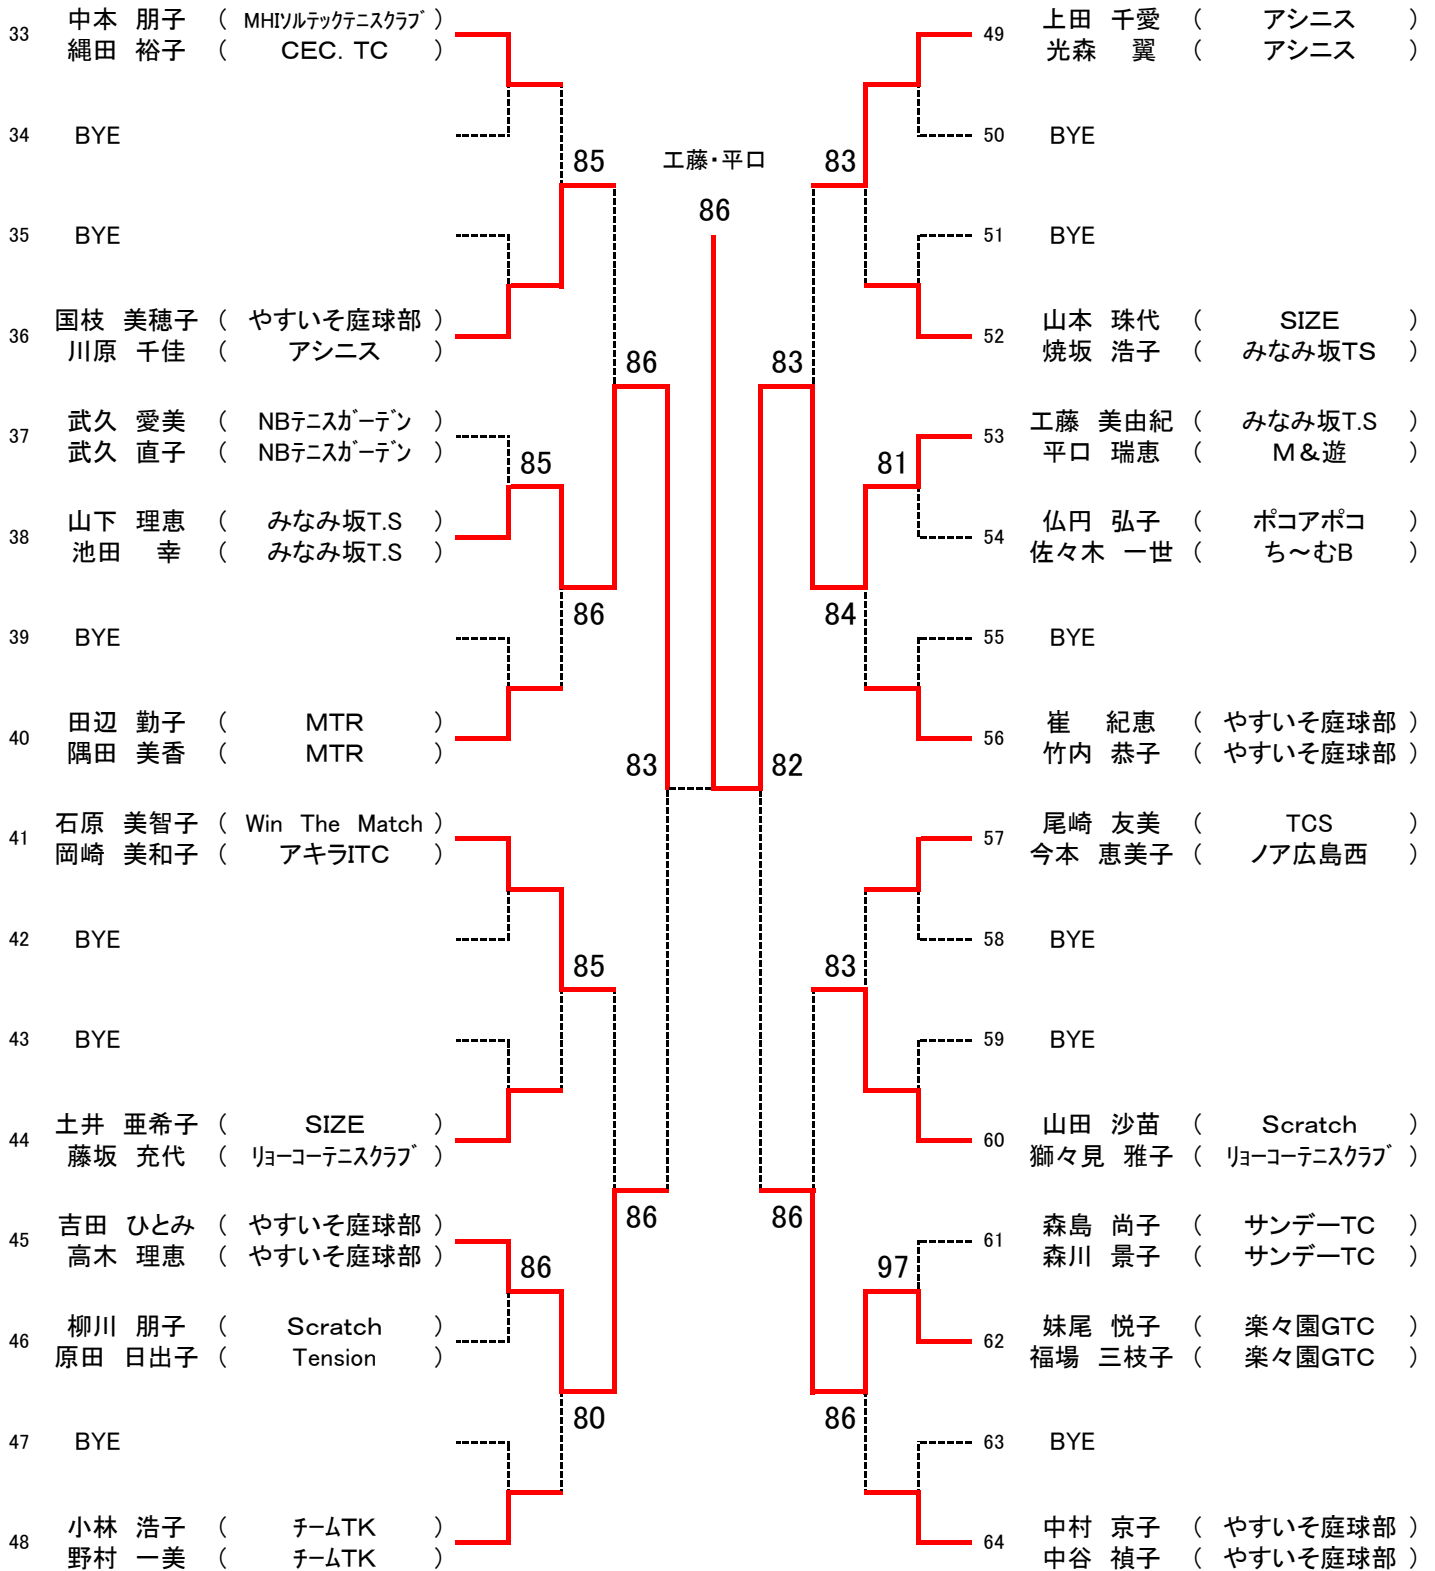 33 中本 朋子 ( MHIソルテックテニスクラブ )
縄田 裕子 ( CEC. TC )
34 BYE
35 BYE
36 国枝 美穂子 ( やすいそ庭球部 )
川原 千佳 ( アシニス )
37 武久 愛美 ( NBテニスガーデン )
武久 直子 ( NBテニスガーデン )
38 山下 理恵 ( みなみ坂T.S )
池田 幸 ( みなみ坂T.S )
39 BYE
40 田辺 勤子 ( MTR )
隅田 美香 ( MTR )
41 石原 美智子 ( Win The Match )
岡崎 美和子 ( アキラITC )
42 BYE
43 BYE
44 土井 亜希子 ( SIZE )
藤坂 充代 ( リョーコーテニスクラブ )
45 吉田 ひとみ ( やすいそ庭球部 )
高木 理恵 ( やすいそ庭球部 )
46 柳川 朋子 ( Scratch )
原田 日出子 ( Tension )
47 BYE
48 小林 浩子 ( チームTK )
野村 一美 ( チームTK )
85
85
86
86
83
85
86
86
80
工藤・平口
86
83
83
81
84
82
83
86
97
86
49 上田 千愛 ( アシニス )
光森 翼 ( アシニス )
50 BYE
51 BYE
52 山本 珠代 ( SIZE )
焼坂 浩子 ( みなみ坂TS )
53 工藤 美由紀 ( みなみ坂T.S )
平口 瑞恵 ( M&遊 )
54 仏円 弘子 ( ポコアポコ )
佐々木 一世 ( ち~むB )
55 BYE
56 崔 紀恵 ( やすいそ庭球部 )
竹内 恭子 ( やすいそ庭球部 )
57 尾崎 友美 ( TCS )
今本 恵美子 ( ノア広島西 )
58 BYE
59 BYE
60 山田 沙苗 ( Scratch )
獅々見 雅子 ( リョーコーテニスクラブ )
61 森島 尚子 ( サンデーTC )
森川 景子 ( サンデーTC )
62 妹尾 悦子 ( 楽々園GTC )
福場 三枝子 ( 楽々園GTC )
63 BYE
64 中村 京子 ( やすいそ庭球部 )
中谷 禎子 ( やすいそ庭球部 )